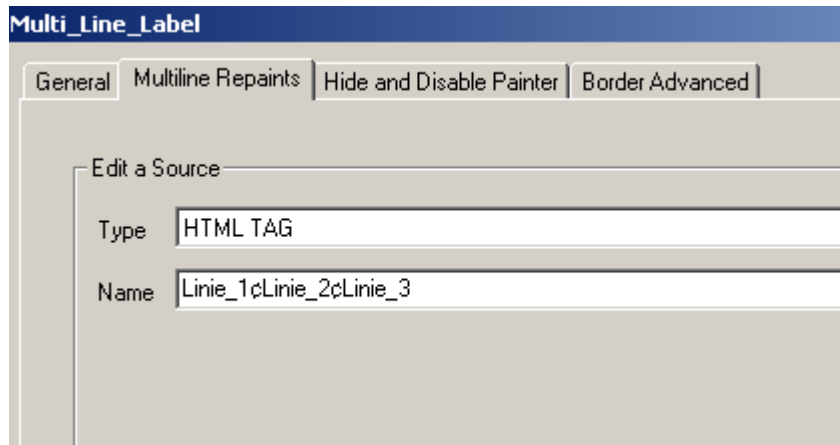 Multi_Line_Label
General Multiline Repaints Hide and Disable Painter Border Advanced
Edit a Source
Type HTML TAG
Name Linie_1¢Linie_2¢Linie_3